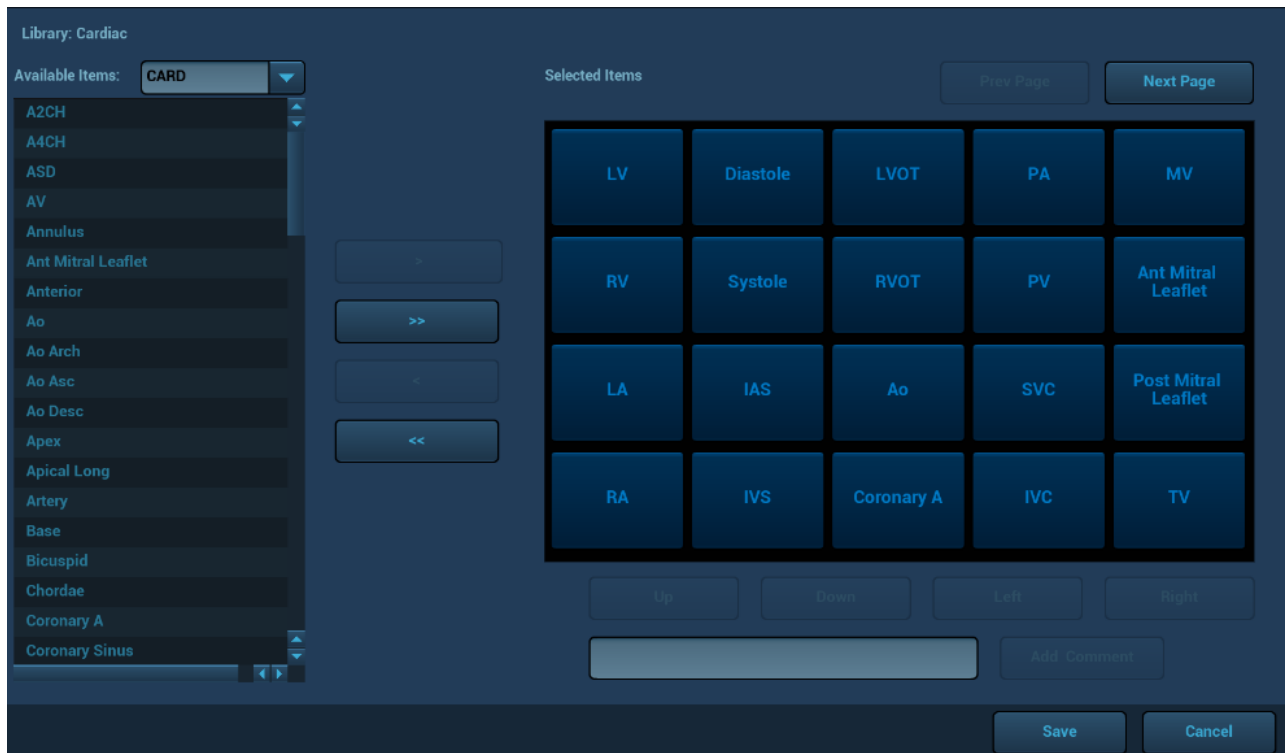 Library: Cardiac
Available Items: CARD
Selected Items
Prev Page
Next Page
A2CH
A4CH
ASD
AV
Annulus
Ant Mitral Leaflet
Anterior
Ao
Ao Arch
Ao Asc
Ao Desc
Apex
Apical Long
Artery
Base
Bicuspid
Chordae
Coronary A
Coronary Sinus
>
>>
<
<<
LV Diastole LVOT PA MV
RV Systole RVOT PV Ant Mitral
Leaflet
LA IAS Ao SVC Post Mitral
Leaflet
RA IVS Coronary A IVC TV
Up Down Left Right
Add Comment
Save Cancel